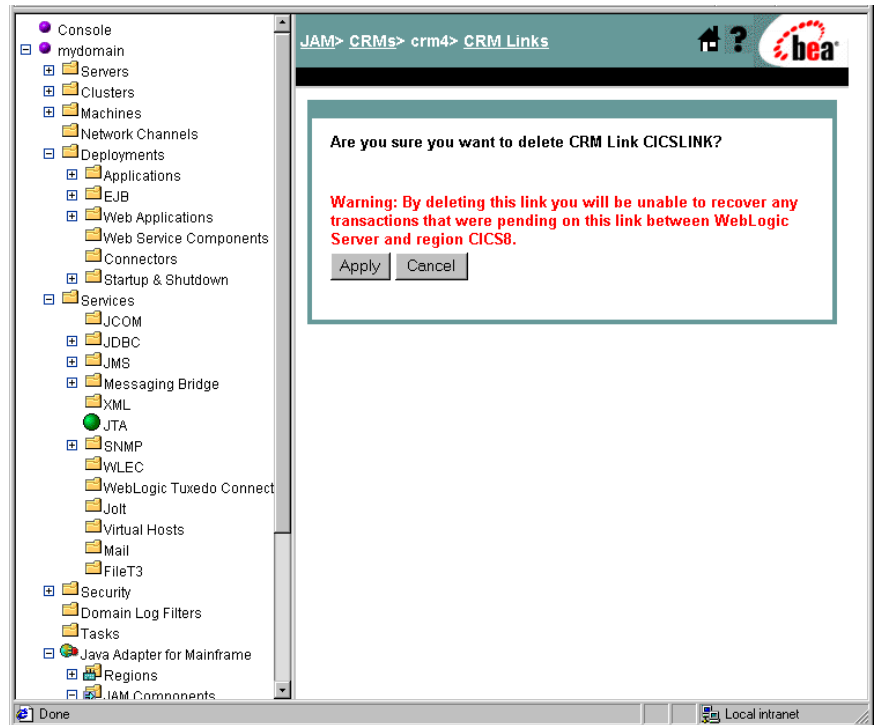 Console
mydomain
Servers
Clusters
Machines
Network Channels
Deployments
Applications
EJB
Web Applications
Web Service Components
Connectors
Startup & Shutdown
Services
JCOM
JDBC
JMS
Messaging Bridge
XML
JTA
SNMP
WLEC
WebLogic Tuxedo Connect
Jolt
Virtual Hosts
Mail
FileT3
Security
Domain Log Filters
Tasks
Java Adapter for Mainframe
Regions
JAM Components
JAM> CRMs> crm4> CRM Links
?
bea
Are you sure you want to delete CRM Link CICSLINK?
Warning: By deleting this link you will be unable to recover any
transactions that were pending on this link between WebLogic
Server and region CICS8.
Apply Cancel
Done
Local intranet